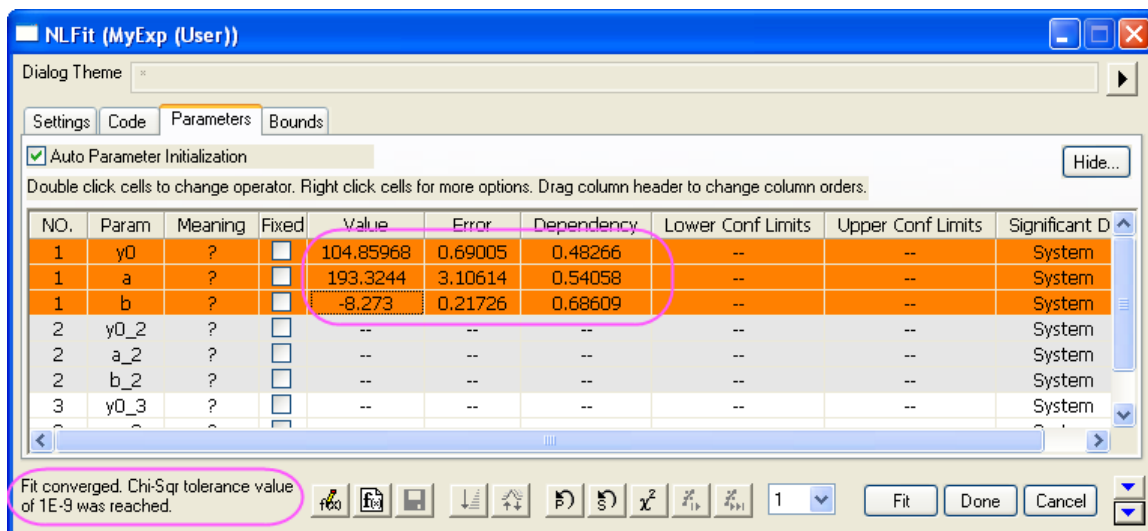 NLFit (MyExp (User))
Dialog Theme *
Settings Code Parameters Bounds
Auto Parameter Initialization
Hide...
Double click cells to change operator. Right click cells for more options. Drag column header to change column orders.
NO. Param Meaning Fixed Value Error Dependency Lower Conf Limits Upper Conf Limits Significant D
1 y0 ? 104.85968 0.69005 0.48266 -- -- System
1 a ? 193.3244 3.10614 0.54058 -- -- System
1 b ? -8.273 0.21726 0.68609 -- -- System
2 y0_2 ? -- -- -- -- -- System
2 a_2 ? -- -- -- -- -- System
2 b_2 ? -- -- -- -- -- System
3 y0_3 ? -- -- -- -- -- System
Fit converged. Chi-Sqr tolerance value
of 1E-9 was reached.
1 Fit Done Cancel